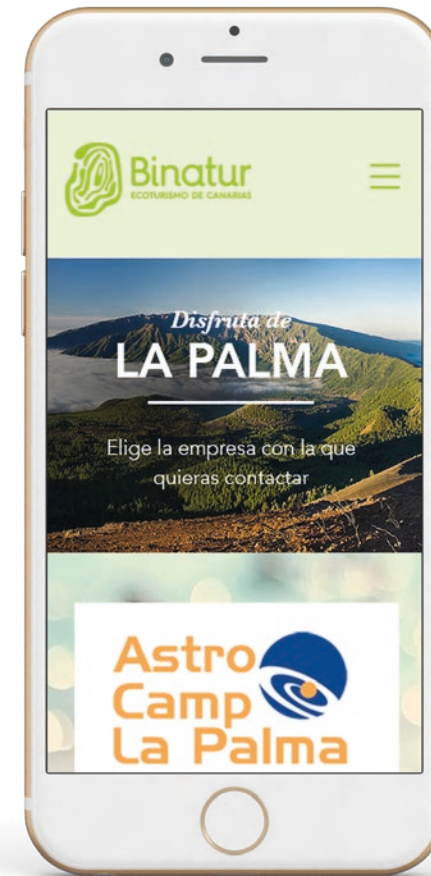 Binatur
ECOTURISMO DE CANARIAS
Disfruta de
LA PALMA
Elige la empresa con la que
quieras contactar
Astro
Camp
La Palma